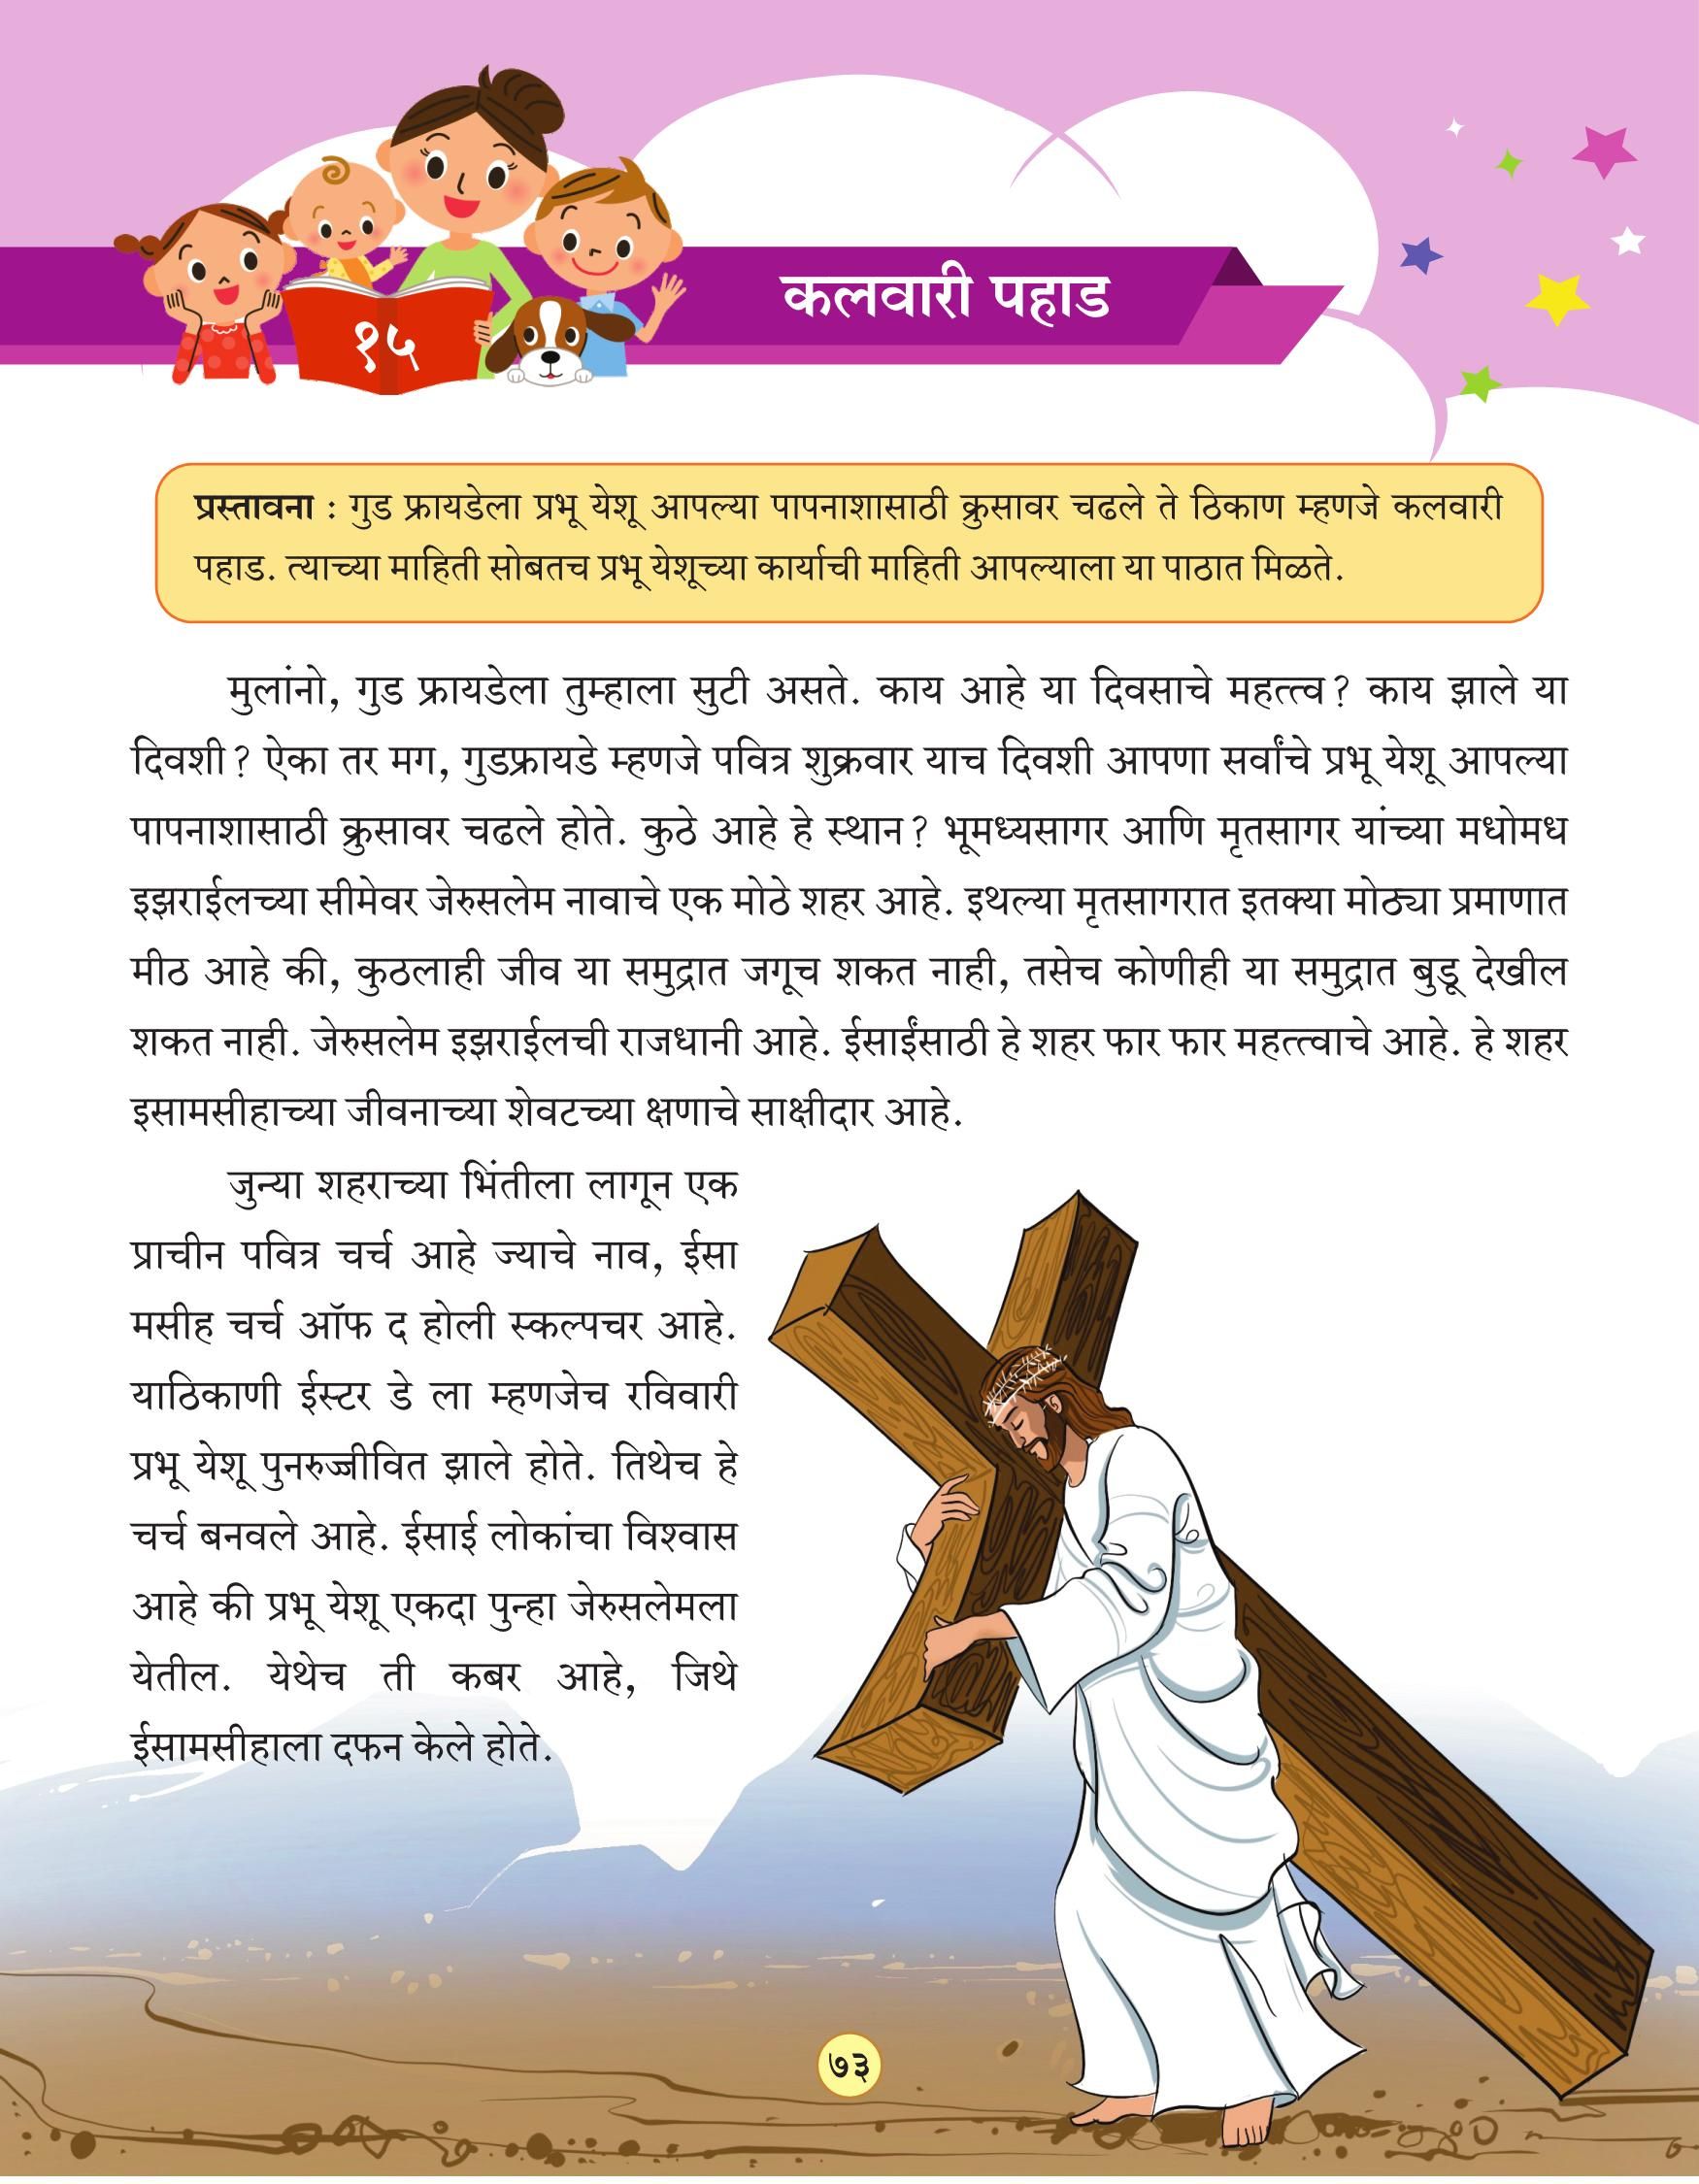 १५
कलवारी पहाड
प्रस्तावना : गुड फ्रायडेला प्रभू येशू आपल्या पापनाशासाठी क्रुसावर चढले ते ठिकाण म्हणजे कलवारी
पहाड. त्याच्या माहिती सोबतच प्रभू येशूच्या कार्याची माहिती आपल्याला या पाठात मिळते.
मुलांनो, गुड फ्रायडेला तुम्हाला सुटी असते. काय आहे या दिवसाचे महत्त्व? काय झाले या
दिवशी? ऐका तर मग, गुडफ्रायडे म्हणजे पवित्र शुक्रवार याच दिवशी आपणा सर्वांचे प्रभू येशू आपल्या
पापनाशासाठी क्रुसावर चढले होते. कुठे आहे हे स्थान? भूमध्यसागर आणि मृतसागर यांच्या मधोमध
इझराईलच्या सीमेवर जेरुसलेम नावाचे एक मोठे शहर आहे. इथल्या मृतसागरात इतक्या मोठ्या प्रमाणात
मीठ आहे की, कुठलाही जीव या समुद्रात जगूच शकत नाही, तसेच कोणीही या समुद्रात बुडू देखील
शकत नाही. जेरुसलेम इझराईलची राजधानी आहे. ईसाईंसाठी हे शहर फार फार महत्त्वाचे आहे. हे शहर
इसामसीहाच्या जीवनाच्या शेवटच्या क्षणाचे साक्षीदार आहे.
जुन्या शहराच्या भिंतीला लागून एक
प्राचीन पवित्र चर्च आहे ज्याचे नाव, ईसा
मसीह चर्च ऑफ द होली स्कल्पचर आहे.
याठिकाणी ईस्टर डे ला म्हणजेच रविवारी
प्रभू येशू पुनरुज्जीवित झाले होते. तिथेच हे
चर्च बनवले आहे. ईसाई लोकांचा विश्वास
आहे की प्रभू येशू एकदा पुन्हा जेरुसलेमला
येतील. येथेच ती कबर आहे, जिथे
ईसामसीहाला दफन केले होते.
७३